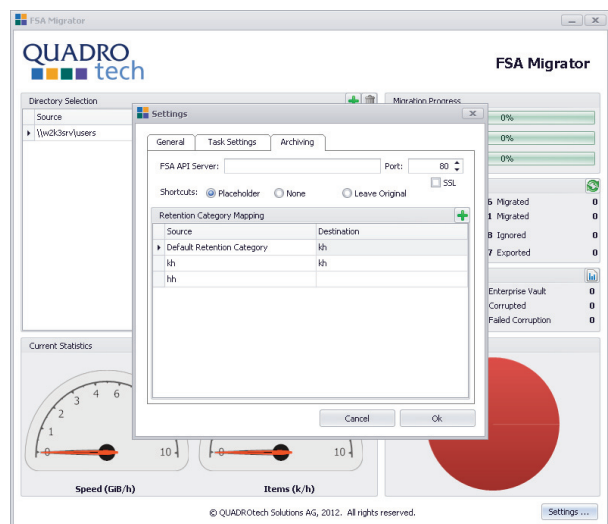 FSA Migrator
QUADRO
tech
FSA Migrator
Directory Selection
Source
\\w2k3srv\users
Migration Progress
0%
0%
0%
Settings
General Task Settings Archiving
FSA API Server: Port: 80
SSL
Shortcuts: Placeholder None Leave Original
Retention Category Mapping
Source Destination
Default Retention Category kh
kh kh
hh
Cancel Ok
6 Migrated 0
1 Migrated 0
8 Ignored 0
7 Exported 0
Enterprise Vault 0
Corrupted 0
Failed Corruption 0
Current Statistics
0 1 2 3 4 6 10
Speed (GiB/h)
0 10
Items (k/h)
© QUADROtech Solutions AG, 2012. All rights reserved.
Settings ...